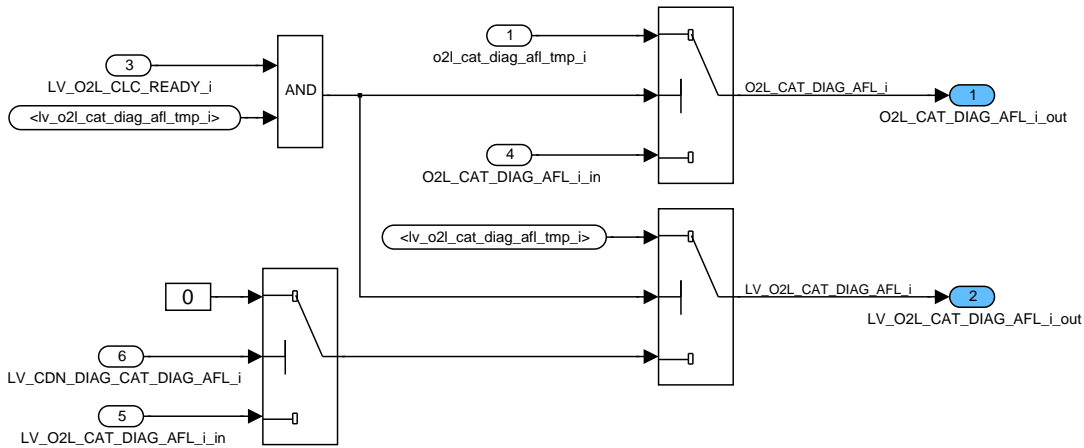 1
o2l_cat_diag_afl_tmp_i
3
LV_O2L_CLC_READY_i
AND
<lv_o2l_cat_diag_afl_tmp_i>
O2L_CAT_DIAG_AFL_i
1
O2L_CAT_DIAG_AFL_i_out
4
O2L_CAT_DIAG_AFL_i_in
<lv_o2l_cat_diag_afl_tmp_i>
0
LV_O2L_CAT_DIAG_AFL_i
2
LV_O2L_CAT_DIAG_AFL_i_out
6
LV_CDN_DIAG_CAT_DIAG_AFL_i
5
LV_O2L_CAT_DIAG_AFL_i_in